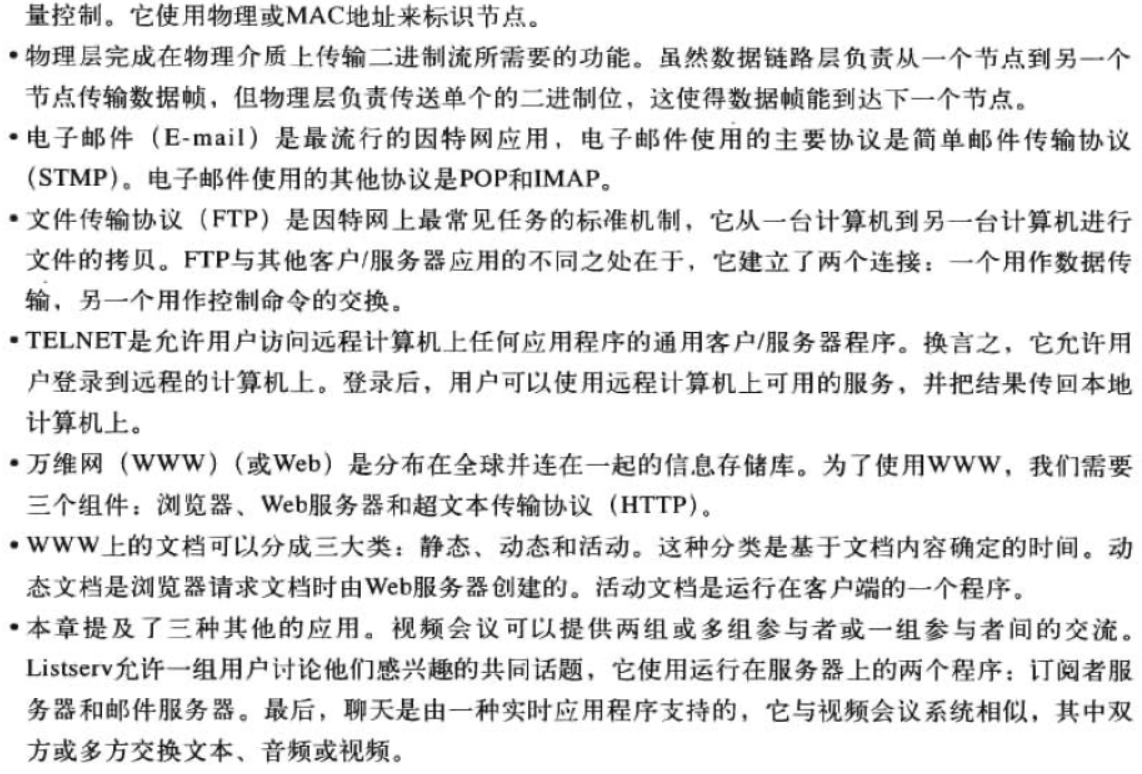 量控制。它使用物理或MAC地址来标识节点。
• 物理层完成在物理介质上传输二进制流所需要的功能。虽然数据链路层负责从一个节点到另一个
节点传输数据帧，但物理层负责传送单个的二进制位，这使得数据帧能到达下一个节点。
• 电子邮件（E-mail）是最流行的因特网应用，电子邮件使用的主要协议是简单邮件传输协议
（STMP）。电子邮件使用的其他协议是POP和IMAP。
• 文件传输协议（FTP）是因特网上最常见任务的标准机制，它从一台计算机到另一台计算机进行
文件的拷贝。FTP与其他客户/服务器应用的不同之处在于，它建立了两个连接：一个用作数据传
输，另一个用作控制命令的交换。
• TELNET是允许用户访问远程计算机上任何应用程序的通用客户/服务器程序。换言之，它允许用
户登录到远程的计算机上。登录后，用户可以使用远程计算机上可用的服务，并把结果传回本地
计算机上。
• 万维网（WWW）（或Web）是分布在全球并连在一起的信息存储库。为了使用WWW，我们需要
三个组件：浏览器、Web服务器和超文本传输协议（HTTP）。
• WWW上的文档可以分成三大类：静态、动态和活动。这种分类是基于文档内容确定的时间。动
态文档是浏览器请求文档时由Web服务器创建的。活动文档是运行在客户端的一个程序。
• 本章提及了三种其他的应用。视频会议可以提供两组或多组参与者或一组参与者间的交流。
Listserv允许一组用户讨论他们感兴趣的共同话题，它使用运行在服务器上的两个程序：订阅者服
务器和邮件服务器。最后，聊天是由一种实时应用程序支持的，它与视频会议系统相似，其中双
方或多方交换文本、音频或视频。